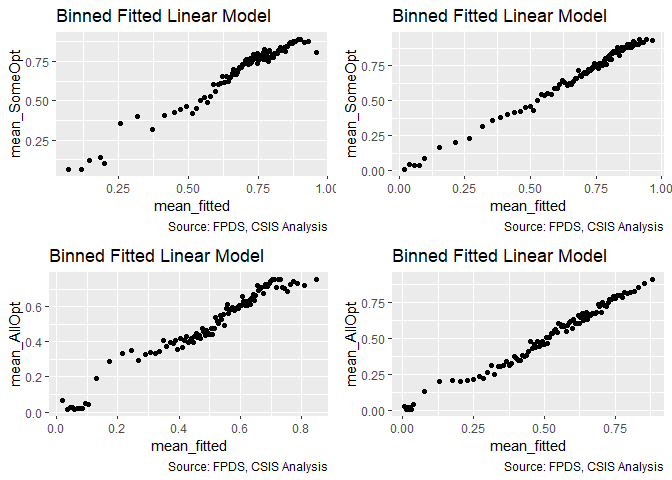 Binned Fitted Linear Model
mean_SomeOpt
0.75
0.50
0.25
0.25
0.50
0.75
1.00
mean_fitted
Source: FPDS, CSIS Analysis
Binned Fitted Linear Model
mean_SomeOpt
0.75
0.50
0.25
0.00
0.00
0.25
0.50
0.75
1.00
mean_fitted
Source: FPDS, CSIS Analysis
Binned Fitted Linear Model
mean_AllOpt
0.6
0.4
0.2
0.0
0.0
0.2
0.4
0.6
0.8
mean_fitted
Source: FPDS, CSIS Analysis
Binned Fitted Linear Model
mean_AllOpt
0.75
0.50
0.25
0.00
0.00
0.25
0.50
0.75
mean_fitted
Source: FPDS, CSIS Analysis